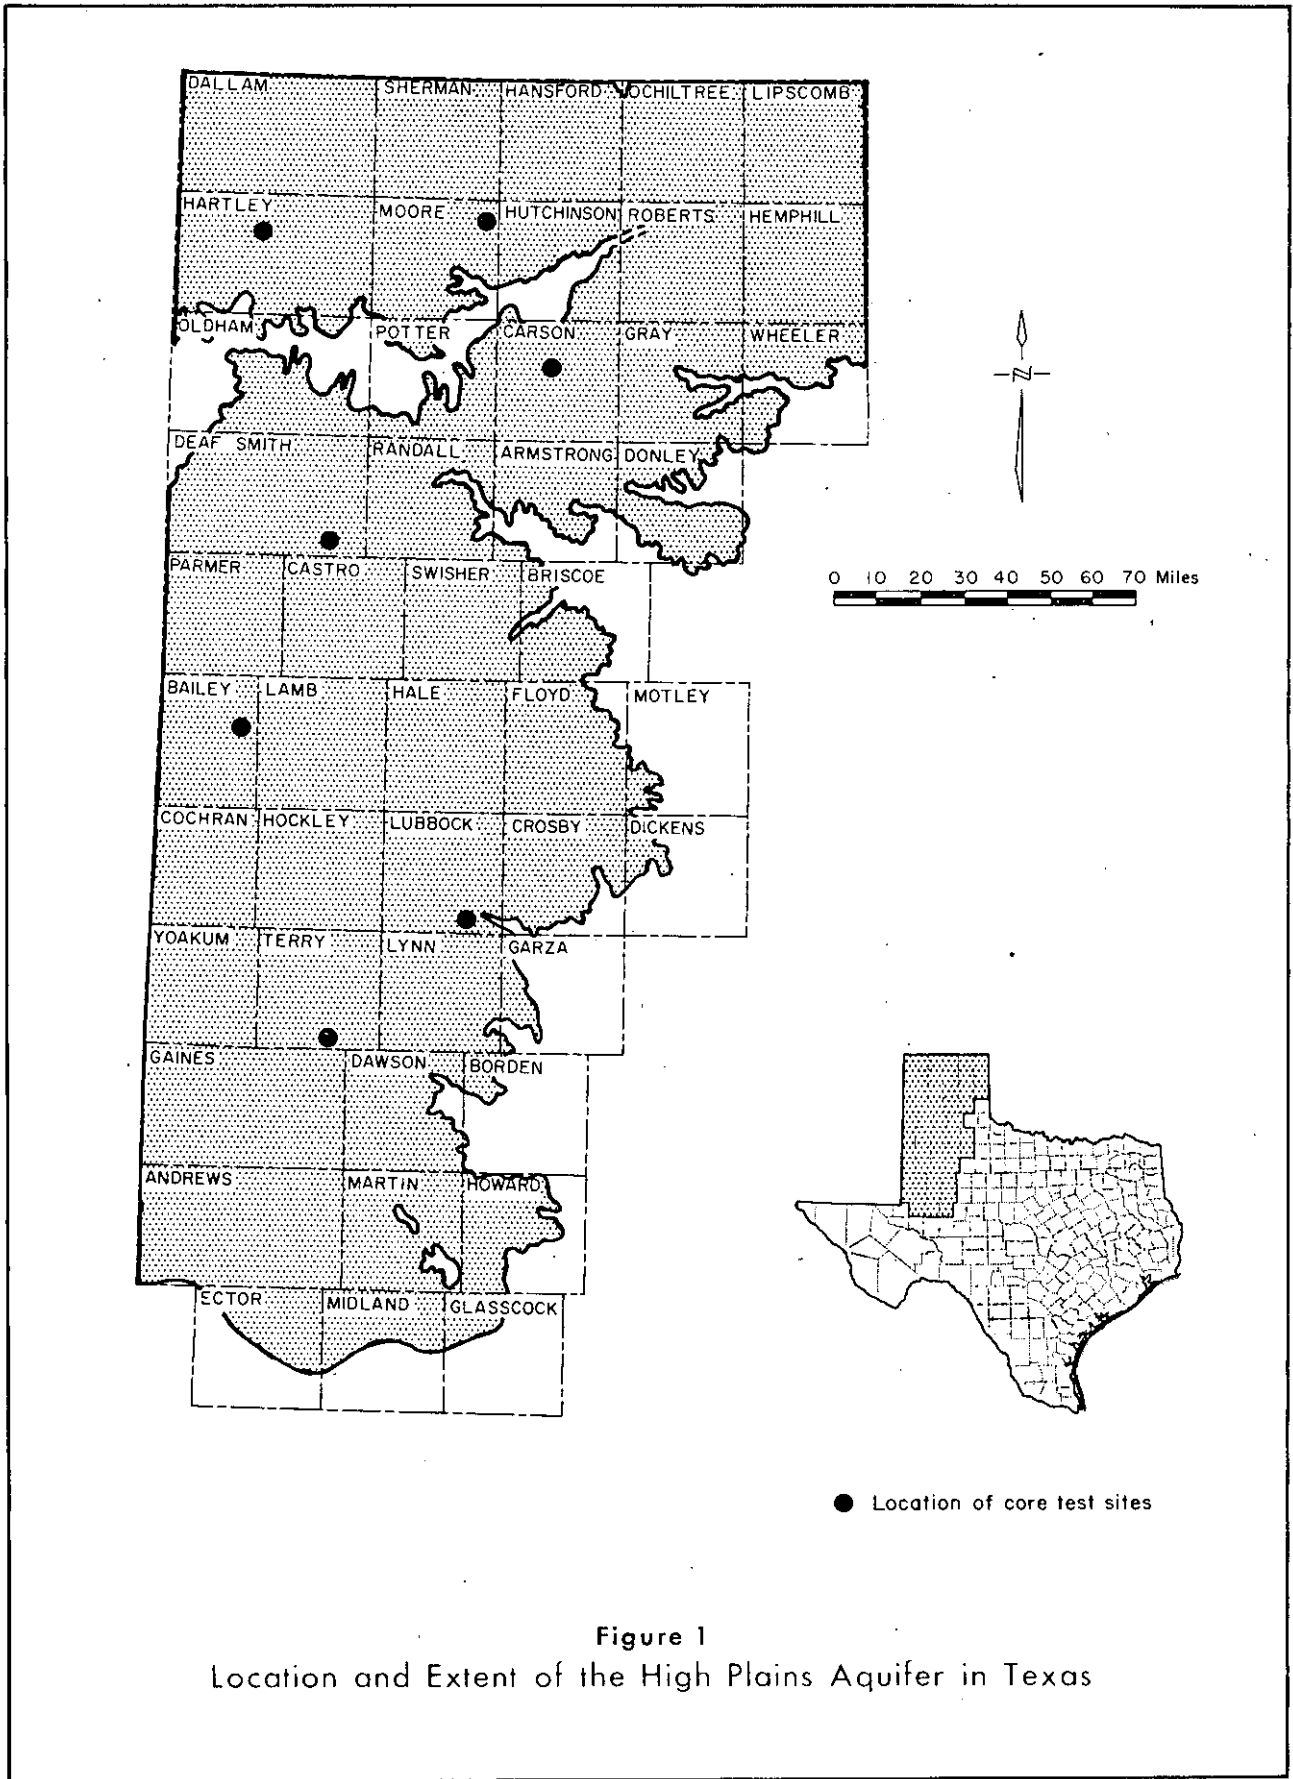 DALLAM SHERMAN HANSFORD OCHILTREE LIPSCOMB
HARTLEY MOORE HUTCHINSON ROBERTS HEMPHILL
OLDHAM POTTER CARSON GRAY WHEELER
N
DEAF SMITH RANDALL ARMSTRONG DONLEY
PARMER CASTRO SWISHER BRISCOE
0 10 20 30 40 50 60 70 Miles
BAILEY LAMB HALE FLOYD MOTLEY
COCHRAN HOCKLEY LUBBOCK CROSBY DICKENS
YOAKUM TERRY LYNN GARZA
GAINES DAWSON BORDEN
ANDREWS MARTIN HOWARD
ECTOR MIDLAND GLASSCOCK
Location of core test sites
Figure 1
Location and Extent of the High Plains Aquifer in Texas